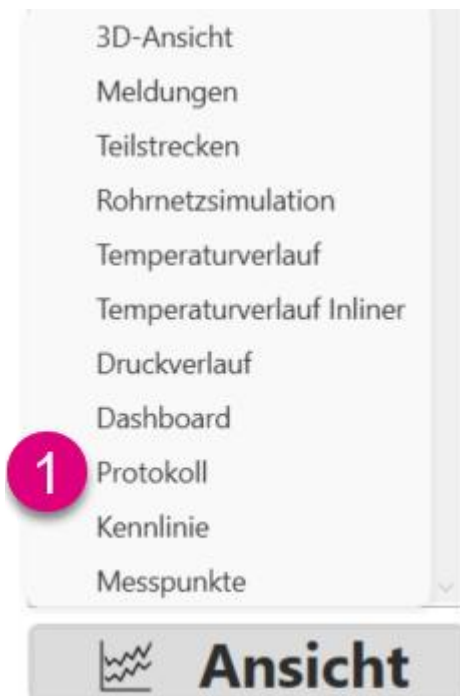 3D-Ansicht
Meldungen
Teilstrecken
Rohrnetzsimulation
Temperaturverlauf
Temperaturverlauf Inliner
Druckverlauf
Dashboard
1 Protokoll
Kennlinie
Messpunkte
Ansicht